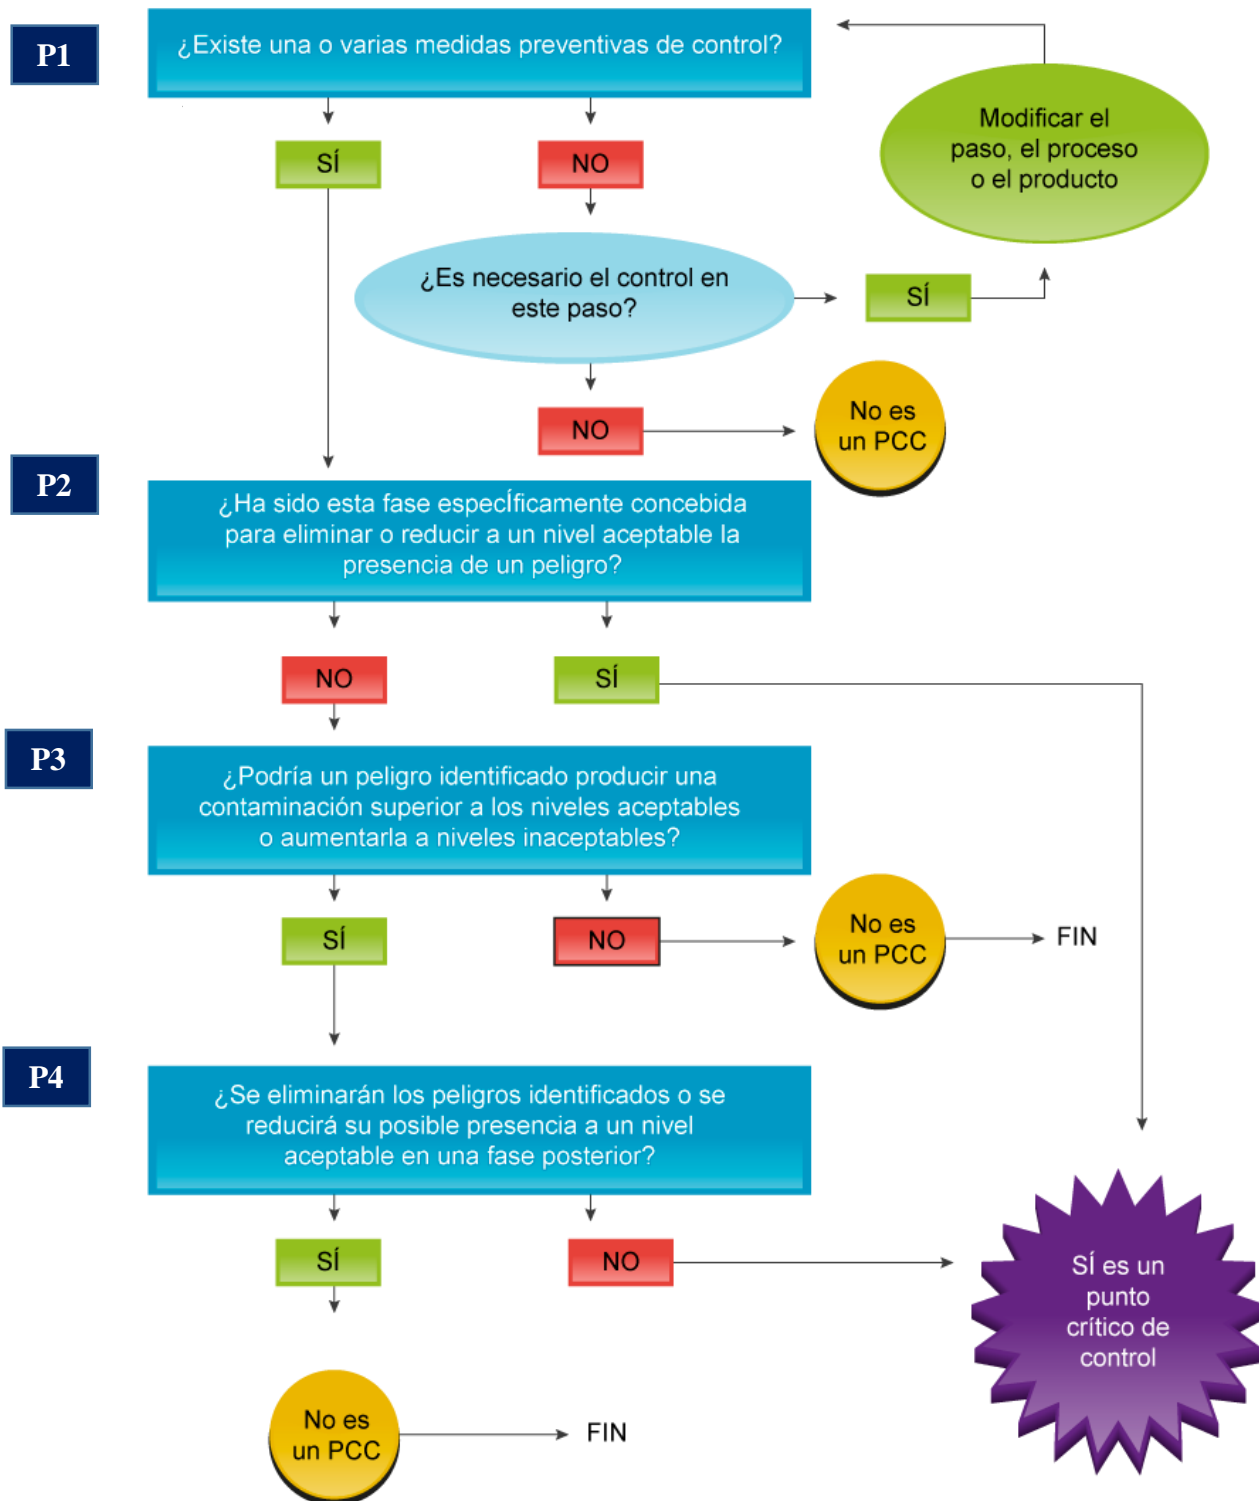 P1
¿Existe una o varias medidas preventivas de control?
SÍ
NO
Modificar el
paso, el proceso
o el producto
¿Es necesario el control en
este paso?
SÍ
NO
No es
un PCC
P2
¿Ha sido esta fase especÍficamente concebida
para eliminar o reducir a un nivel aceptable la
presencia de un peligro?
NO
SÍ
P3
¿Podría un peligro identificado producir una
contaminación superior a los niveles aceptables
o aumentarla a niveles inaceptables?
SÍ
NO
No es
un PCC
FIN
P4
¿Se eliminarán los peligros identificados o se
reducirá su posible presencia a un nivel
aceptable en una fase posterior?
SÍ
NO
SÍ es un
punto
crítico de
control
No es
un PCC
FIN